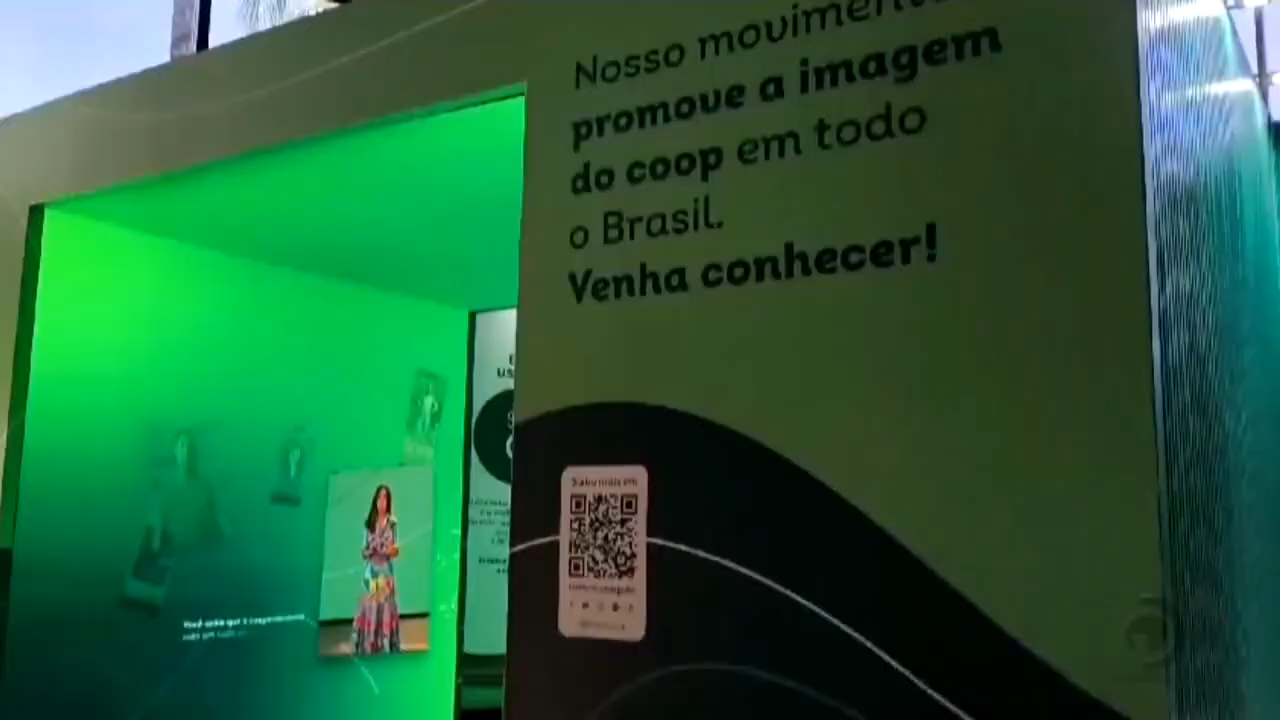 Nosso movimento
promove a imagem
do coop em todo
o Brasil.
Venha conhecer!
Saiba mais em